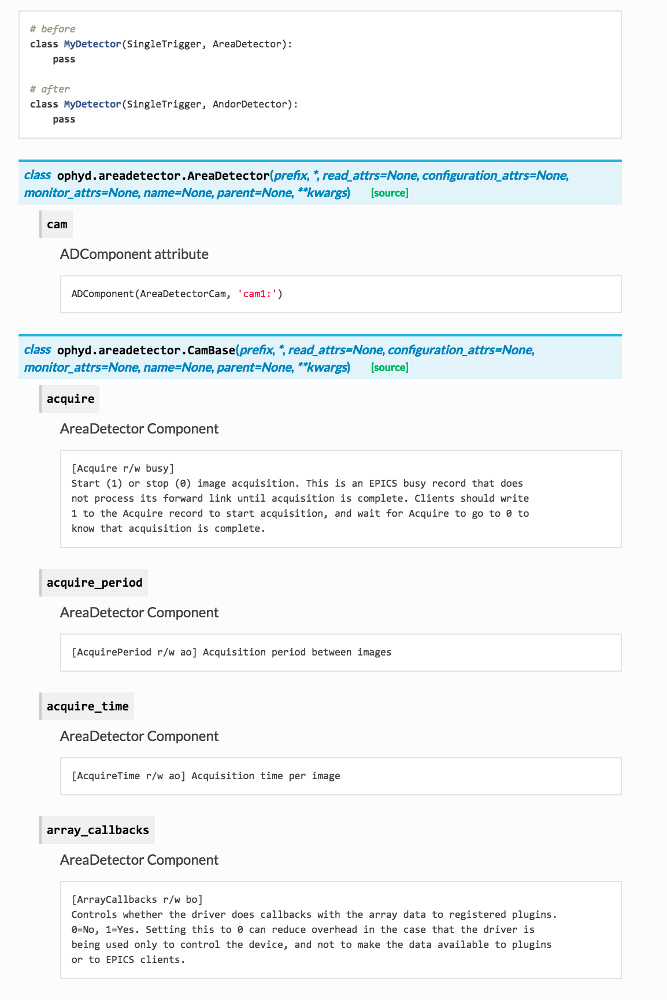 # before
class MyDetector(SingleTrigger, AreaDetector):
    pass

# after
class MyDetector(SingleTrigger, AndorDetector):
    pass

class ophyd.areadetector.AreaDetector(prefix, *, read_attrs=None, configuration_attrs=None,
monitor_attrs=None, name=None, parent=None, **kwargs) [source]
cam
ADComponent attribute
ADComponent(AreaDetectorCam, 'cam1:')
class ophyd.areadetector.CamBase(prefix, *, read_attrs=None, configuration_attrs=None,
monitor_attrs=None, name=None, parent=None, **kwargs) [source]
acquire
AreaDetector Component
[Acquire r/w busy]
Start (1) or stop (0) image acquisition. This is an EPICS busy record that does
not process its forward link until acquisition is complete. Clients should write
1 to the Acquire record to start acquisition, and wait for Acquire to go to 0 to
know that acquisition is complete.
acquire_period
AreaDetector Component
[AcquirePeriod r/w ao] Acquisition period between images
acquire_time
AreaDetector Component
[AcquireTime r/w ao] Acquisition time per image
array_callbacks
AreaDetector Component
[ArrayCallbacks r/w bo]
Controls whether the driver does callbacks with the array data to registered plugins.
0=No, 1=Yes. Setting this to 0 can reduce overhead in the case that the driver is
being used only to control the device, and not to make the data available to plugins
or to EPICS clients.